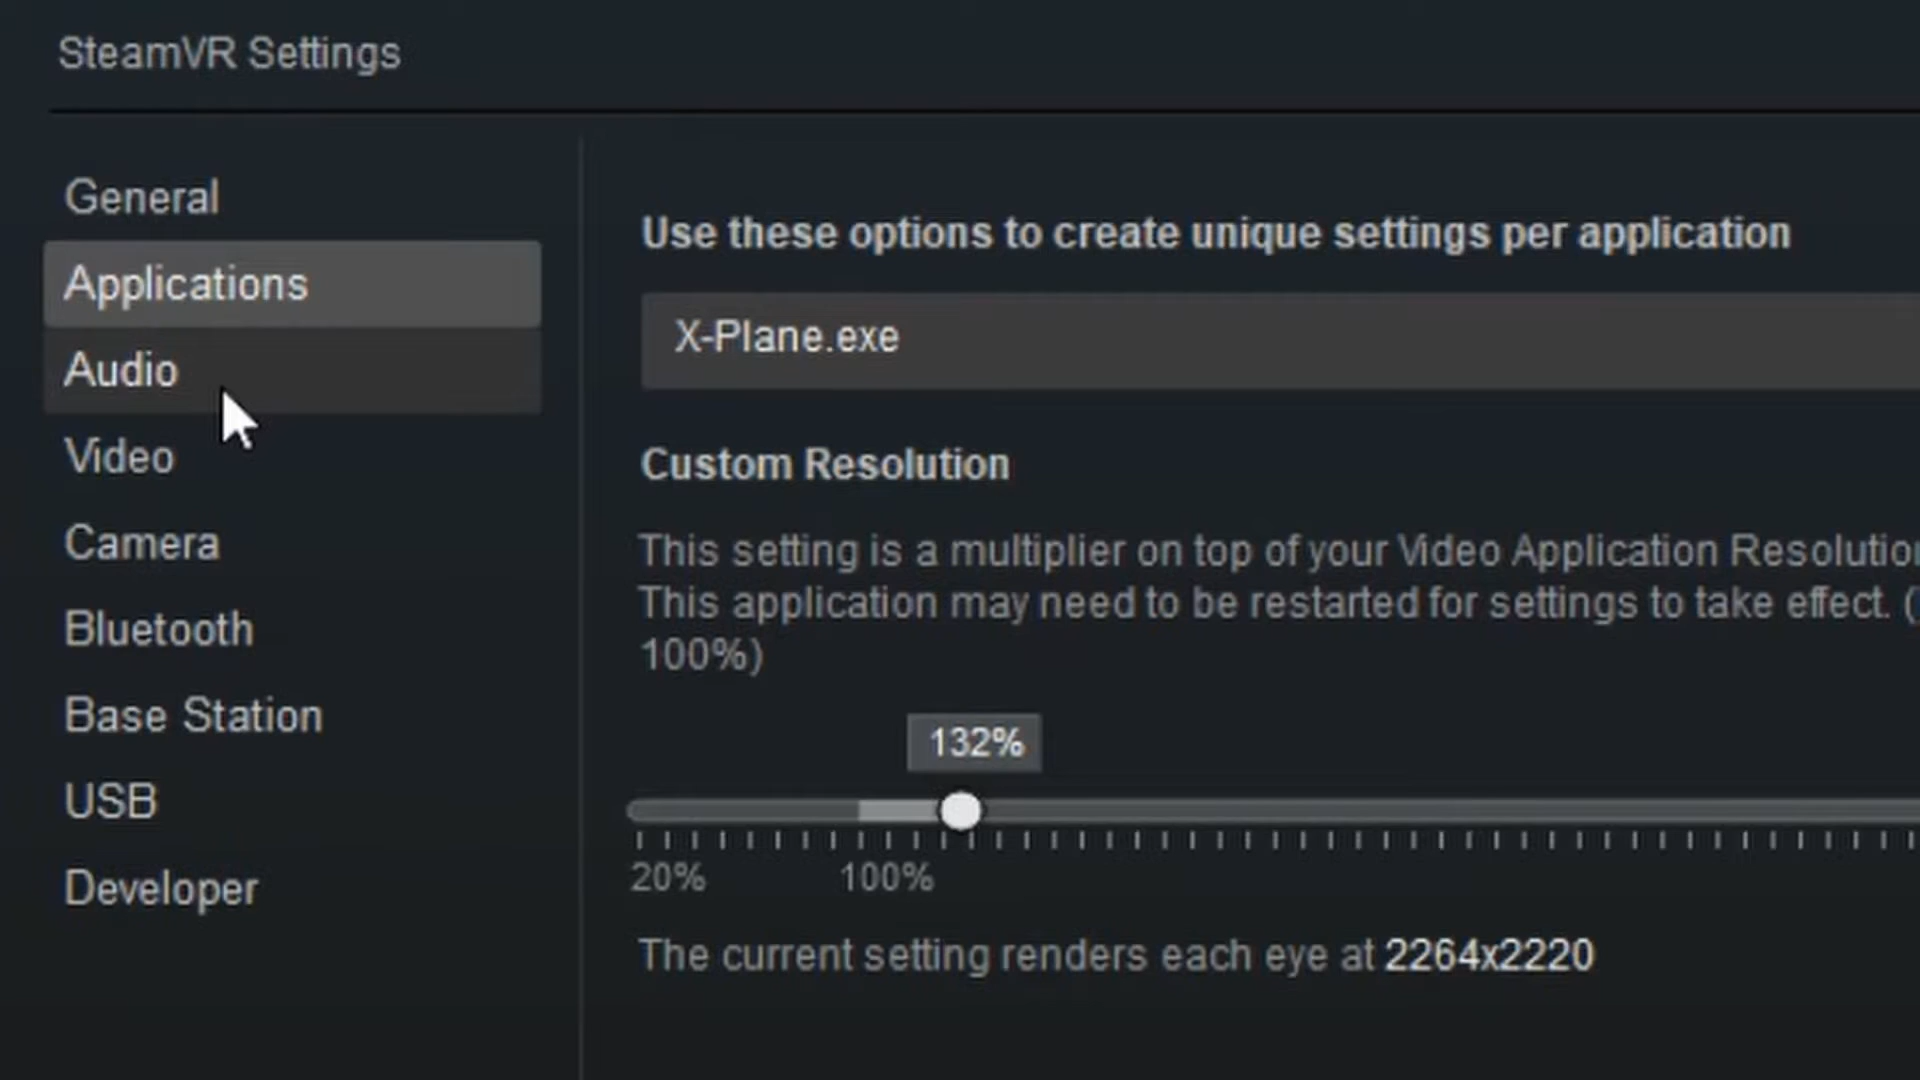 SteamVR Settings
General
Applications
Audio
Video
Camera
Bluetooth
Base Station
USB
Developer
Use these options to create unique settings per application
X-Plane.exe
Custom Resolution
This setting is a multiplier on top of your Video Application Resolution
This application may need to be restarted for settings to take effect. (
100%)
132%
20% 100%
The current setting renders each eye at 2264x2220